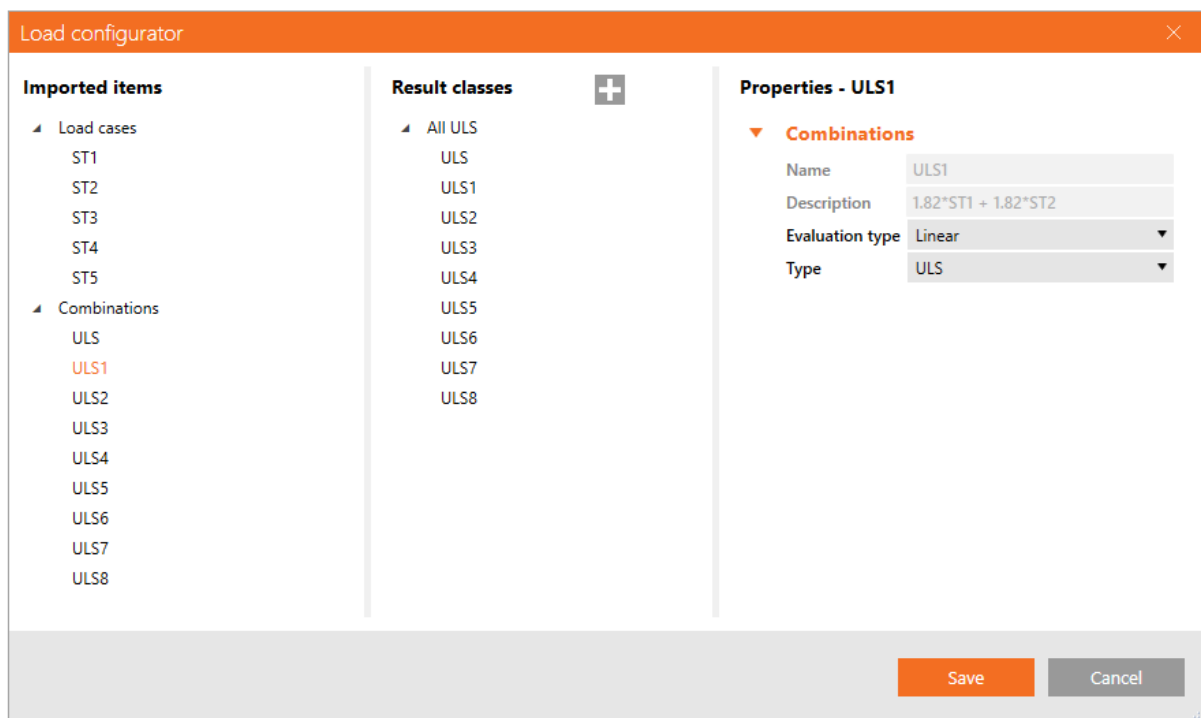 Load configurator
Imported items
Load cases
ST1
ST2
ST3
ST4
ST5
Combinations
ULS
ULS1
ULS2
ULS3
ULS4
ULS5
ULS6
ULS7
ULS8
Result classes
All ULS
ULS
ULS1
ULS2
ULS3
ULS4
ULS5
ULS6
ULS7
ULS8
Properties - ULS1
Combinations
Name ULS1
Description 1.82*ST1 + 1.82*ST2
Evaluation type Linear
Type ULS
Save Cancel